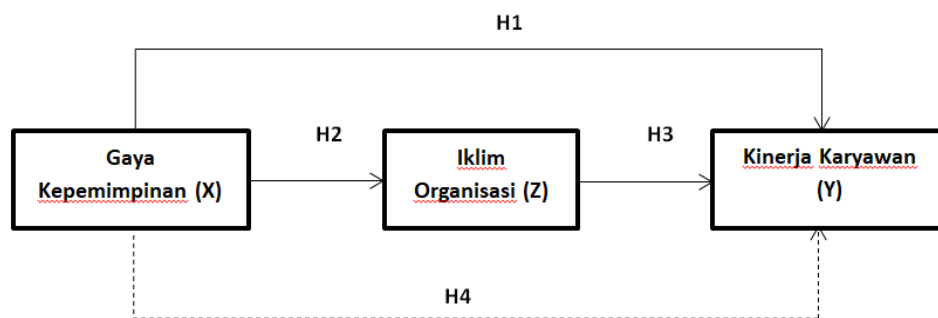 H1
Gaya
Kepemimpinan (X)
H2
Iklim
Organisasi (Z)
H3
Kinerja Karyawan
(Y)
H4